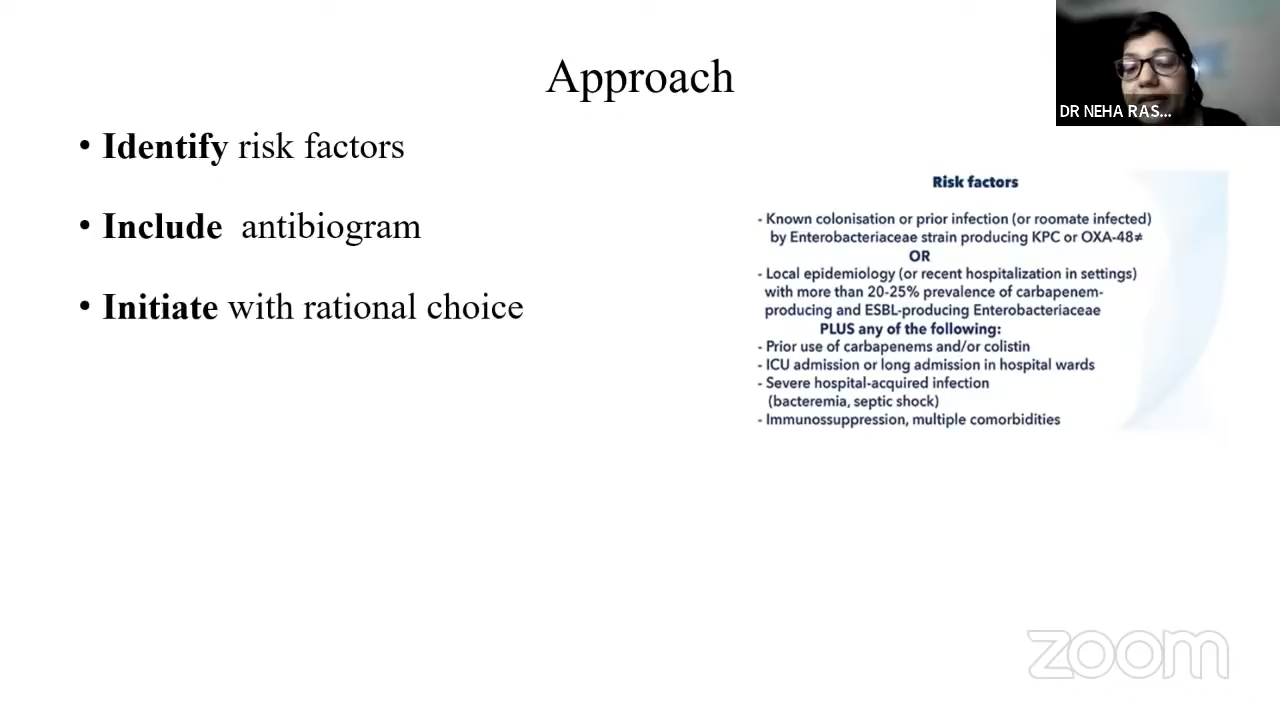 Approach
DR NEHA RAS...
• Identify risk factors
• Include antibiogram
• Initiate with rational choice
Risk factors
- Known colonisation or prior infection (or roomate infected)
by Enterobacteriaceae strain producing KPC or OXA-48≠
OR
- Local epidemiology (or recent hospitalization in settings)
with more than 20-25% prevalence of carbapenem-
producing and ESBL-producing Enterobacteriaceae
PLUS any of the following:
- Prior use of carbapenems and/or colistin
- ICU admission or long admission in hospital wards
- Severe hospital-acquired infection
(bacteremia, septic shock)
- Immunossuppression, multiple comorbidities
zoom